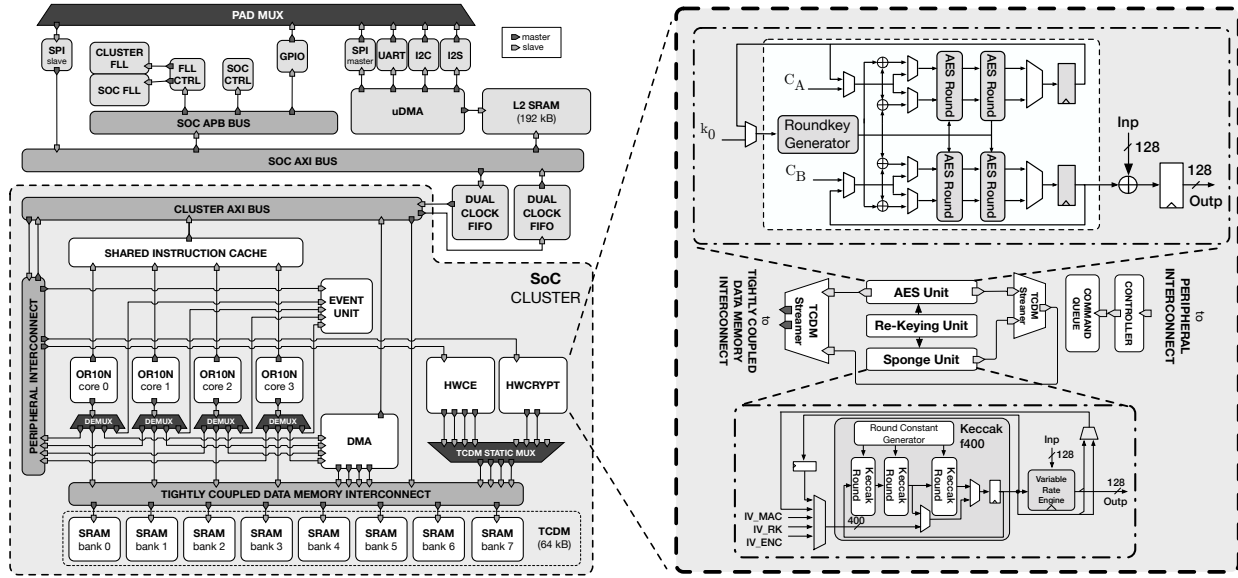 PAD MUX
master
slave
SPI
slave
CLUSTER
FLL
SOC FLL
FLL
CTRL
SOC
CTRL
GPIO
SPI
master
UART
I2C
I2S
SOC APB BUS
uDMA
L2 SRAM
(192 kB)
SOC AXI BUS
CLUSTER AXI BUS
DUAL
CLOCK
FIFO
DUAL
CLOCK
FIFO
SHARED INSTRUCTION CACHE
SoC
CLUSTER
EVENT
UNIT
PERIPHERAL INTERCONNECT
OR10N
core 0
OR10N
core 1
OR10N
core 2
OR10N
core 3
HWCE
HWCRYPT
DEMUX
DEMUX
DEMUX
DEMUX
DMA
TCDM STATIC MUX
TIGHTLY COUPLED DATA MEMORY INTERCONNECT
SRAM
bank 0
SRAM
bank 1
SRAM
bank 2
SRAM
bank 3
SRAM
bank 4
SRAM
bank 5
SRAM
bank 6
SRAM
bank 7
TCDM
(64 kB)
CA
k0
Roundkey
Generator
CB
AES Round
AES Round
AES Round
AES Round
Inp
128
128
Outp
to
TIGHTLY COUPLED
DATA MEMORY
INTERCONNECT
TCDM
Streamer
AES Unit
Re-Keying Unit
Sponge Unit
TCDM
Streamer
COMMAND
QUEUE
CONTROLLER
to
PERIPHERAL
INTERCONNECT
Round Constant
Generator
Keccak
f400
Keccak
Round
Keccak
Round
Keccak
Round
Inp
128
Variable
Rate
Engine
128
Outp
IV_MAC
IV_RK
IV_ENC
400